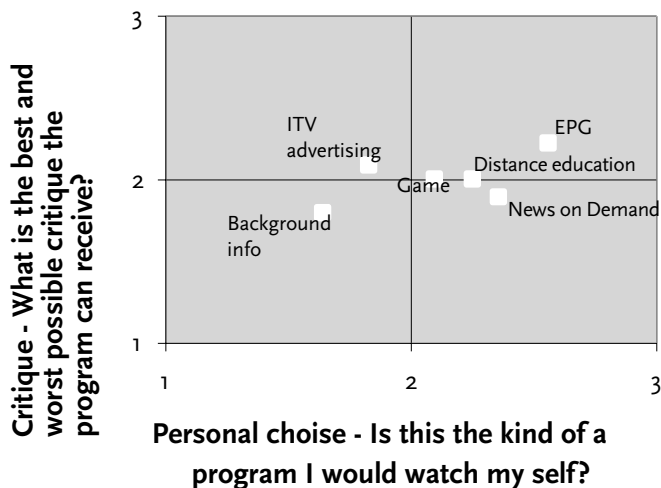 Critique - What is the best and
worst possible critique the
program can receive?
3
2
1
ITV
advertising
EPG
Distance education
Game
News on Demand
Background
info
1
2
3
Personal choise - Is this the kind of a
program I would watch my self?